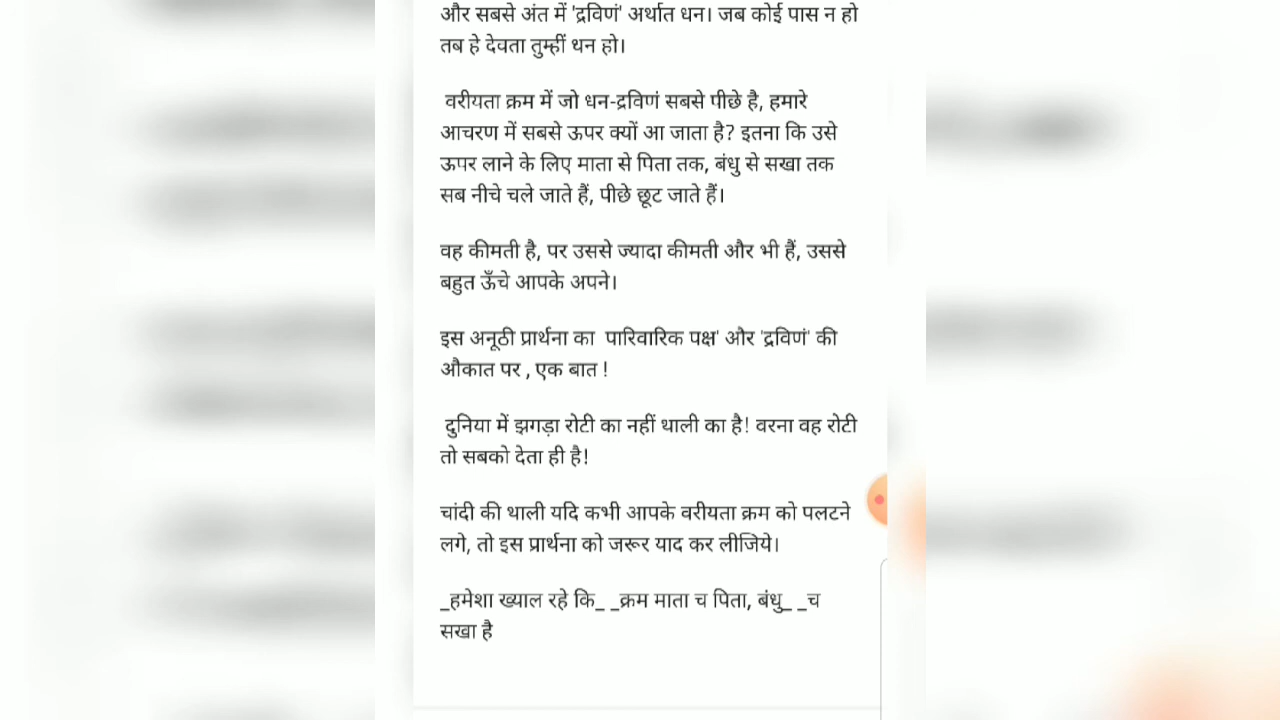 और सबसे अंत में 'द्रविणं' अर्थात धन। जब कोई पास न हो
तब हे देवता तुम्हीं धन हो।
वरीयता क्रम में जो धन-द्रविणं सबसे पीछे है, हमारे
आचरण में सबसे ऊपर क्यों आ जाता है? इतना कि उसे
ऊपर लाने के लिए माता से पिता तक, बंधु से सखा तक
सब नीचे चले जाते हैं, पीछे छूट जाते हैं।
वह कीमती है, पर उससे ज्यादा कीमती और भी हैं, उससे
बहुत ऊँचे आपके अपने।
इस अनूठी प्रार्थना का पारिवारिक पक्ष' और 'द्रविणं' की
औकात पर , एक बात !
दुनिया में झगड़ा रोटी का नहीं थाली का है! वरना वह रोटी
तो सबको देता ही है!
चांदी की थाली यदि कभी आपके वरीयता क्रम को पलटने
लगे, तो इस प्रार्थना को जरूर याद कर लीजिये।
_हमेशा ख्याल रहे कि_ _क्रम माता च पिता, बंधु_ _च
सखा है